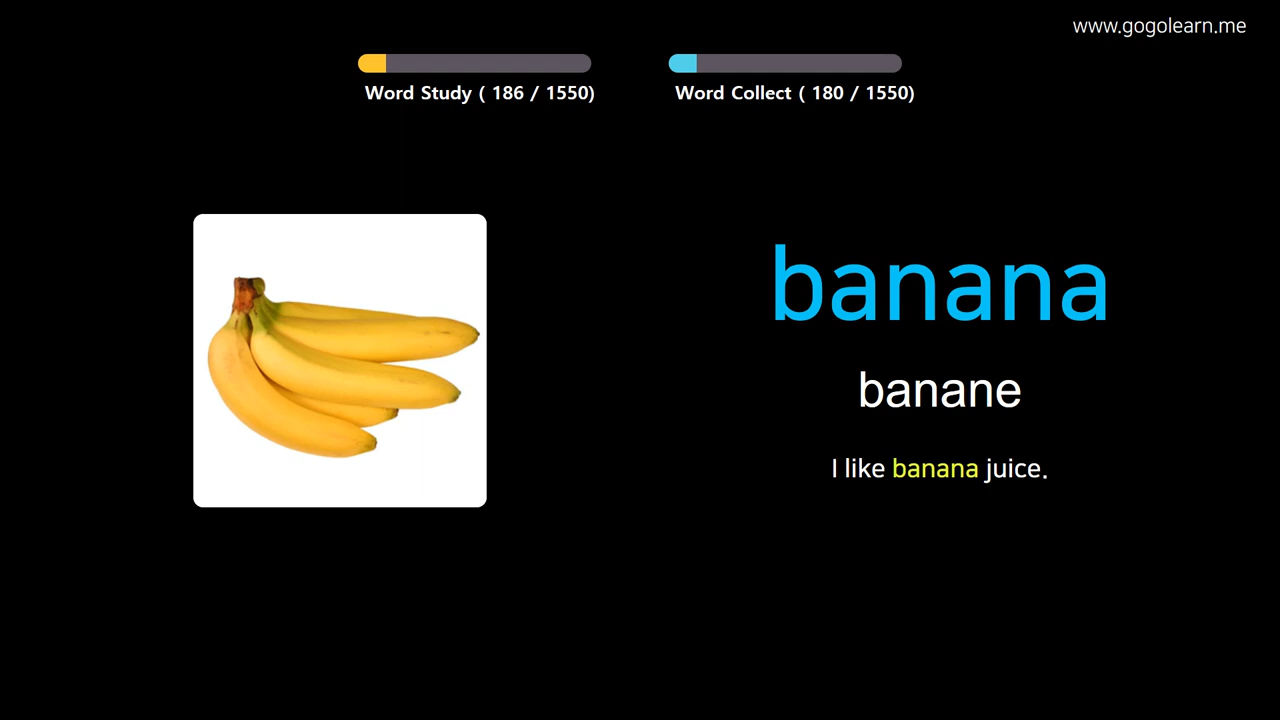 www.gogolearn.me
Word Study ( 186 / 1550)
Word Collect ( 180 / 1550)
banana
banane
I like banana juice.